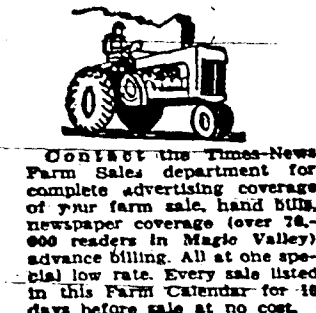 Contact the Times-News
Farm Sales department for
complete advertising coverage
of your farm sale, hand bills,
newspaper coverage (over 70,-
000 readers in Magic Valley)
advance billing. All at one spe-
cial low rate. Every sale listed
in this Farm Calendar for 10
days before sale at no cost.